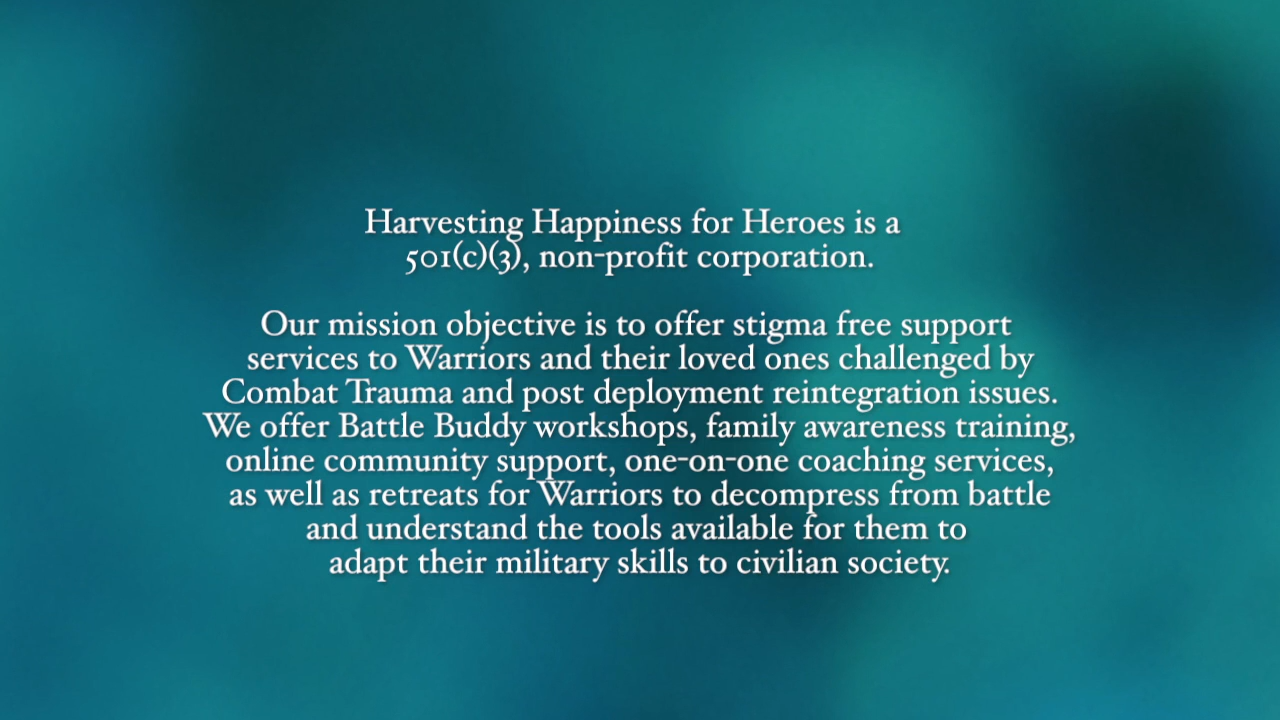 Harvesting Happiness for Heroes is a
501(c)(3), non-profit corporation.
Our mission objective is to offer stigma free support
services to Warriors and their loved ones challenged by
Combat Trauma and post deployment reintegration issues.
We offer Battle Buddy workshops, family awareness training,
online community support, one-on-one coaching services,
as well as retreats for Warriors to decompress from battle
and understand the tools available for them to
adapt their military skills to civilian society.